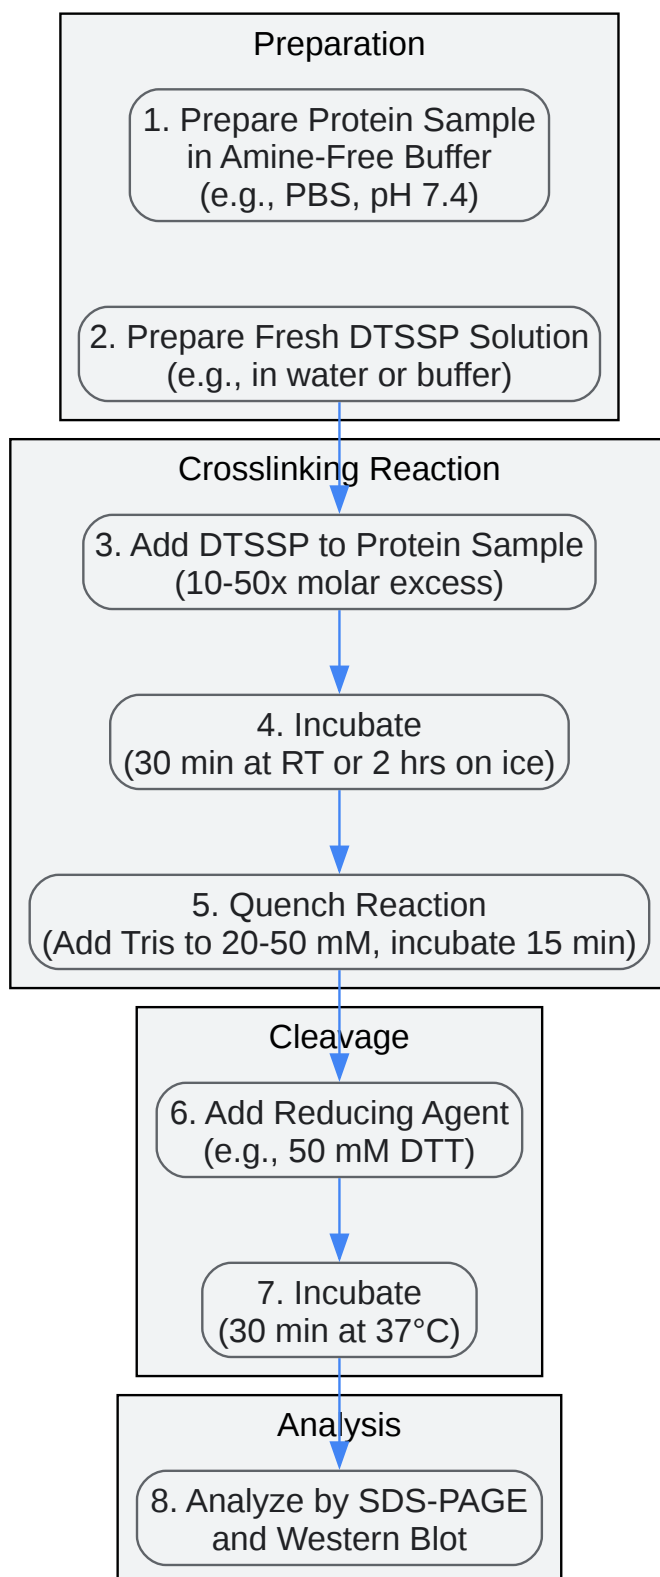 Preparation
1. Prepare Protein Sample
in Amine-Free Buffer
(e.g., PBS, pH 7.4)
2. Prepare Fresh DTSSP Solution
(e.g., in water or buffer)
Crosslinking Reaction
3. Add DTSSP to Protein Sample
(10-50x molar excess)
4. Incubate
(30 min at RT or 2 hrs on ice)
5. Quench Reaction
(Add Tris to 20-50 mM, incubate 15 min)
Cleavage
6. Add Reducing Agent
(e.g., 50 mM DTT)
7. Incubate
(30 min at 37°C)
Analysis
8. Analyze by SDS-PAGE
and Western Blot